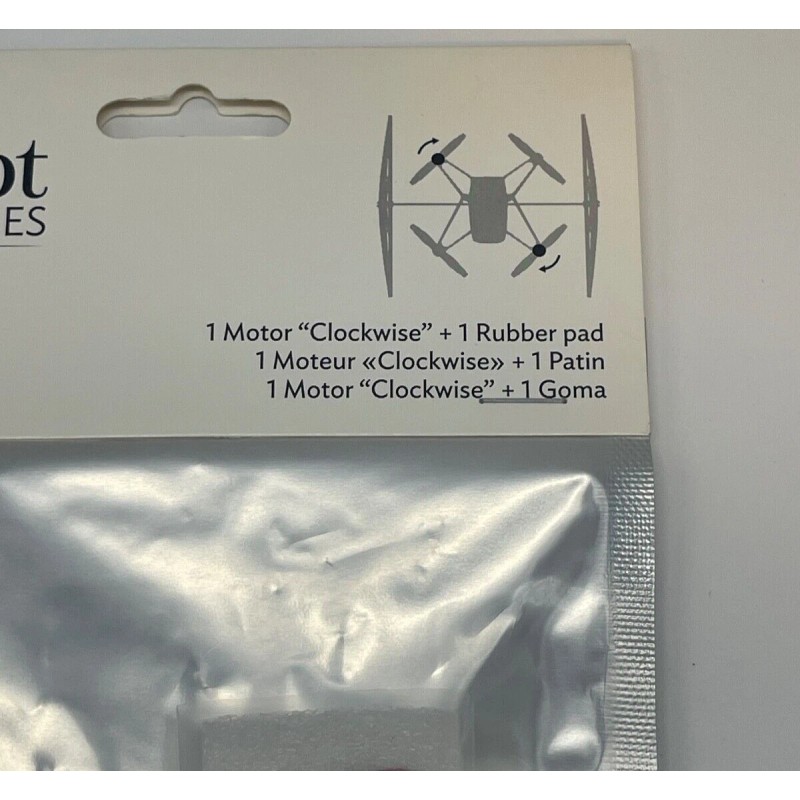 ot
ES
1 Motor “Clockwise” + 1 Rubber pad
1 Moteur «Clockwise» + 1 Patin
1 Motor “Clockwise” + 1 Goma